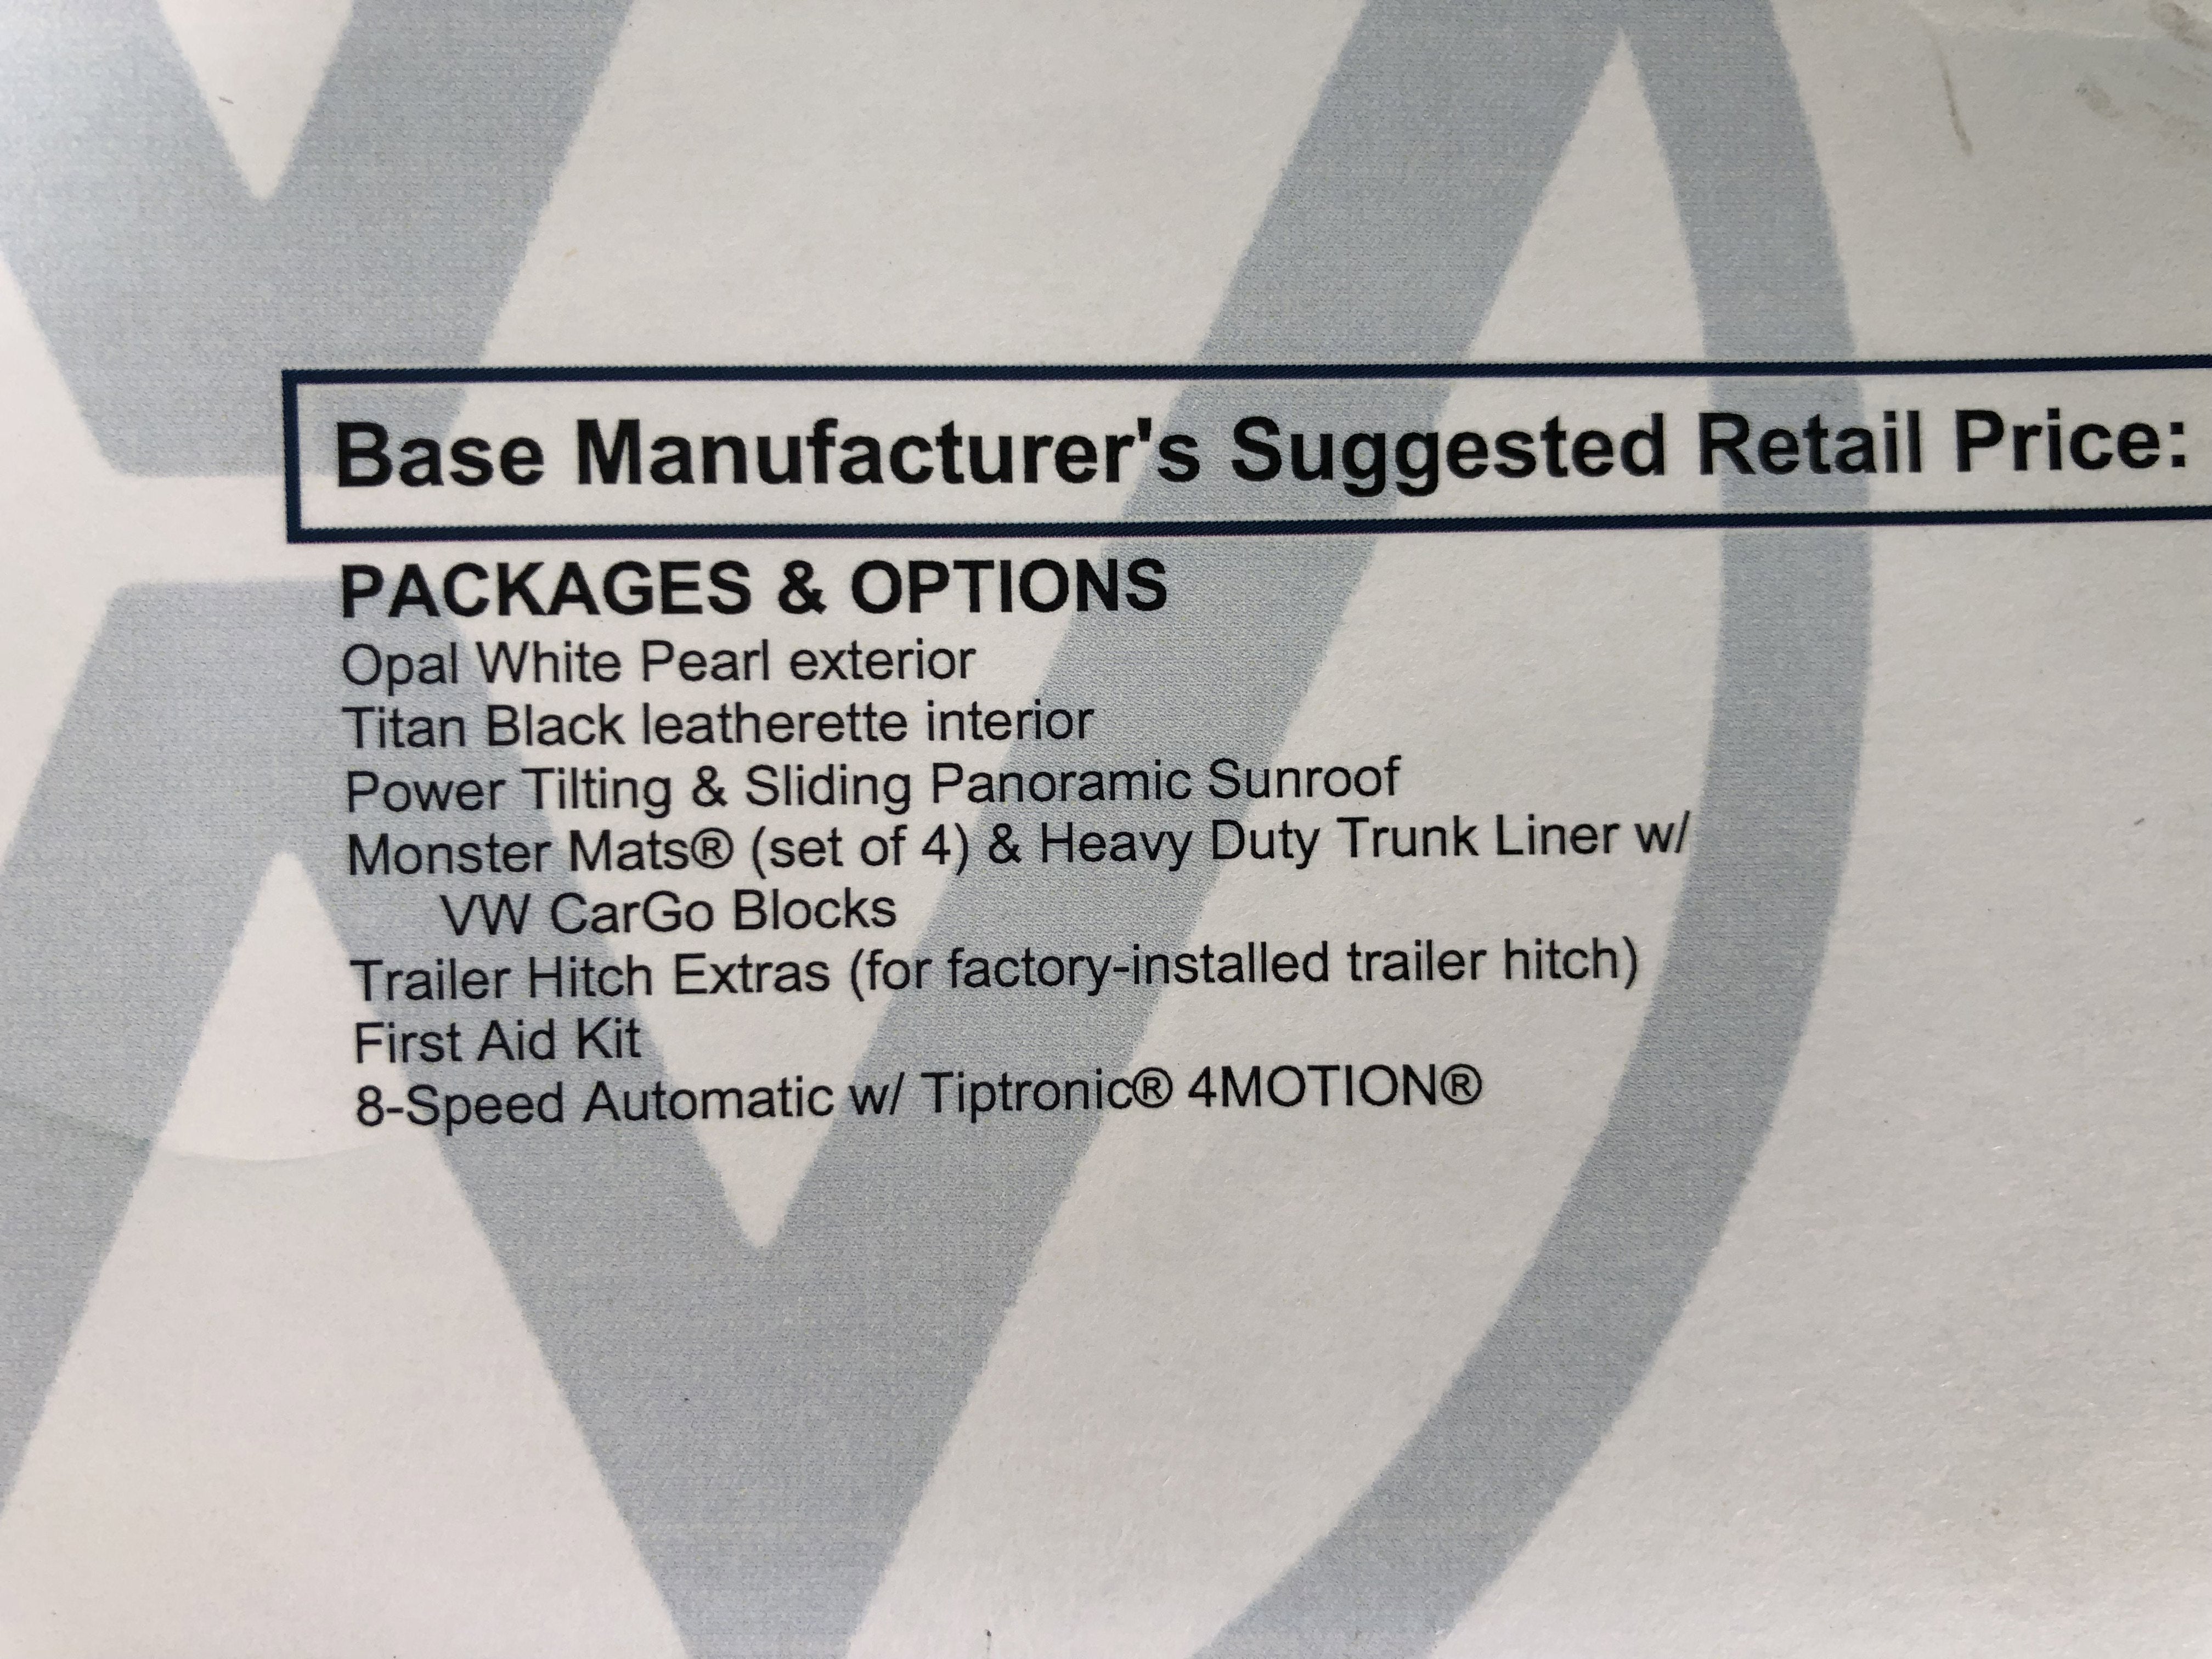 Base Manufacturer's Suggested Retail Price:
PACKAGES & OPTIONS
Opal White Pearl exterior
Titan Black leatherette interior
Power Tilting & Sliding Panoramic Sunroof
Monster Mats® (set of 4) & Heavy Duty Trunk Liner w/
VW CarGo Blocks
Trailer Hitch Extras (for factory-installed trailer hitch)
First Aid Kit
8-Speed Automatic w/ Tiptronic® 4MOTION®